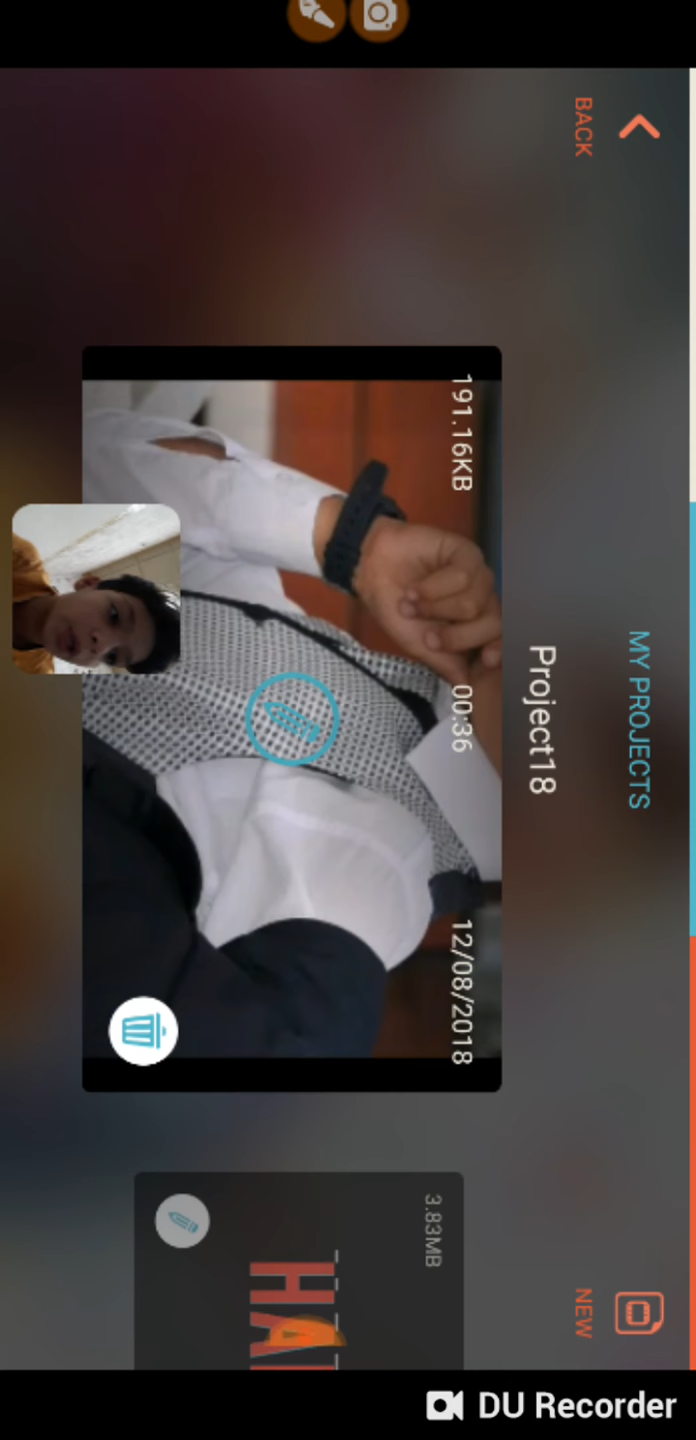 BACK
MY PROJECTS
NEW
Project18
191.16KB
00:36
12/08/2018
3.83MB
DU Recorder